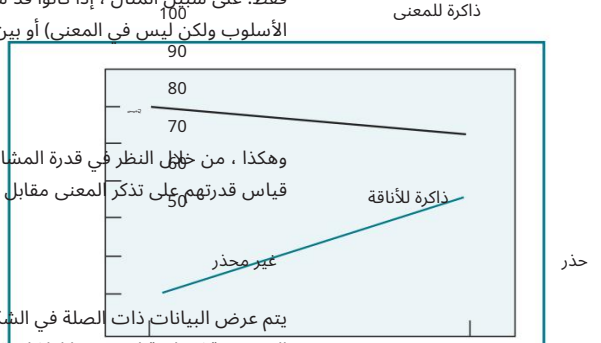 فقط. على سبيل المثال ، إذا كانوا قد
100
ذاكرة للمعنى
الأسلوب ولكن ليس في المعنى) أو بين
90
80
70
وهكذا ، من خلال النظر في قدرة
60
قياس قدرتهم على تذكر المعنى مقابل
50
ذاكرة للأناقة
غير محذر
حذر
يتم عرض البيانات ذات الصلة في